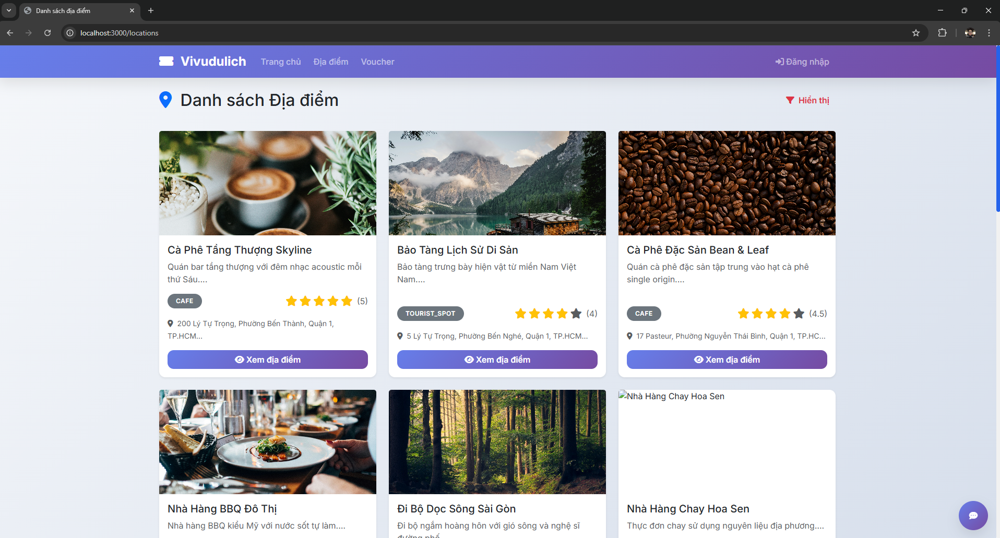 Danh sách địa điểm
localhost:3000/locations
Vivudulich
Trang chủ
Địa điểm
Voucher
Đăng nhập
Danh sách Địa điểm
Hiển thị
Cà Phê Tầng Thượng Skyline
Quán bar tầng thượng với đêm nhạc acoustic mỗi
thứ Sáu....
CAFE
(5)
200 Lý Tự Trọng, Phường Bến Thành, Quận 1,
TP.HCM...
Xem địa điểm
Bảo Tàng Lịch Sử Di Sản
Bảo tàng trưng bày hiện vật từ miền Nam Việt
Nam....
TOURIST_SPOT
(4)
5 Lý Tự Trọng, Phường Bến Nghé, Quận 1, TP.HCM...
Xem địa điểm
Cà Phê Đặc Sản Bean & Leaf
Quán cà phê đặc sản tập trung vào hạt cà phê
single origin....
CAFE
(4.5)
17 Pasteur, Phường Nguyễn Thái Bình, Quận 1, TP.HC...
Xem địa điểm
Nhà Hàng BBQ Đô Thị
Nhà hàng BBQ kiểu Mỹ với nước sốt tự làm....
Đi Bộ Dọc Sông Sài Gòn
Đi bộ ngắm hoàng hôn với gió sông và nghệ sĩ
đường phố
Nhà Hàng Chay Hoa Sen
Nhà Hàng Chay Hoa Sen
Thực đơn chay sử dụng nguyên liệu địa phương....